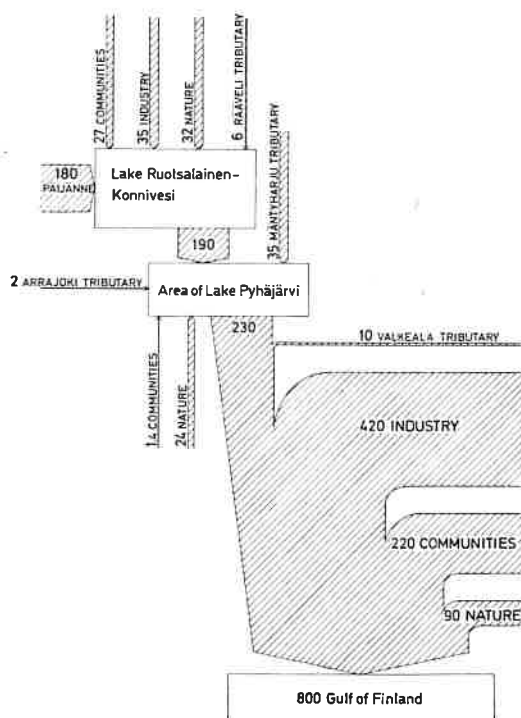 27 COMMUNITIES
35 INDUSTRY
32 NATURE
6 RAAVELI TRIBUTARY
180
PÄIJÄNNE
Lake Ruotsalainen-
Konnivesi
190
35 MÄNTYHARJU TRIBUTARY
2 ARRAJOKI TRIBUTARY
Area of Lake Pyhäjärvi
230
10 VALKEALA TRIBUTARY
1.4 COMMUNITIES
24 NATURE
420 INDUSTRY
220 COMMUNITIES
90 NATURE
800 Gulf of Finland